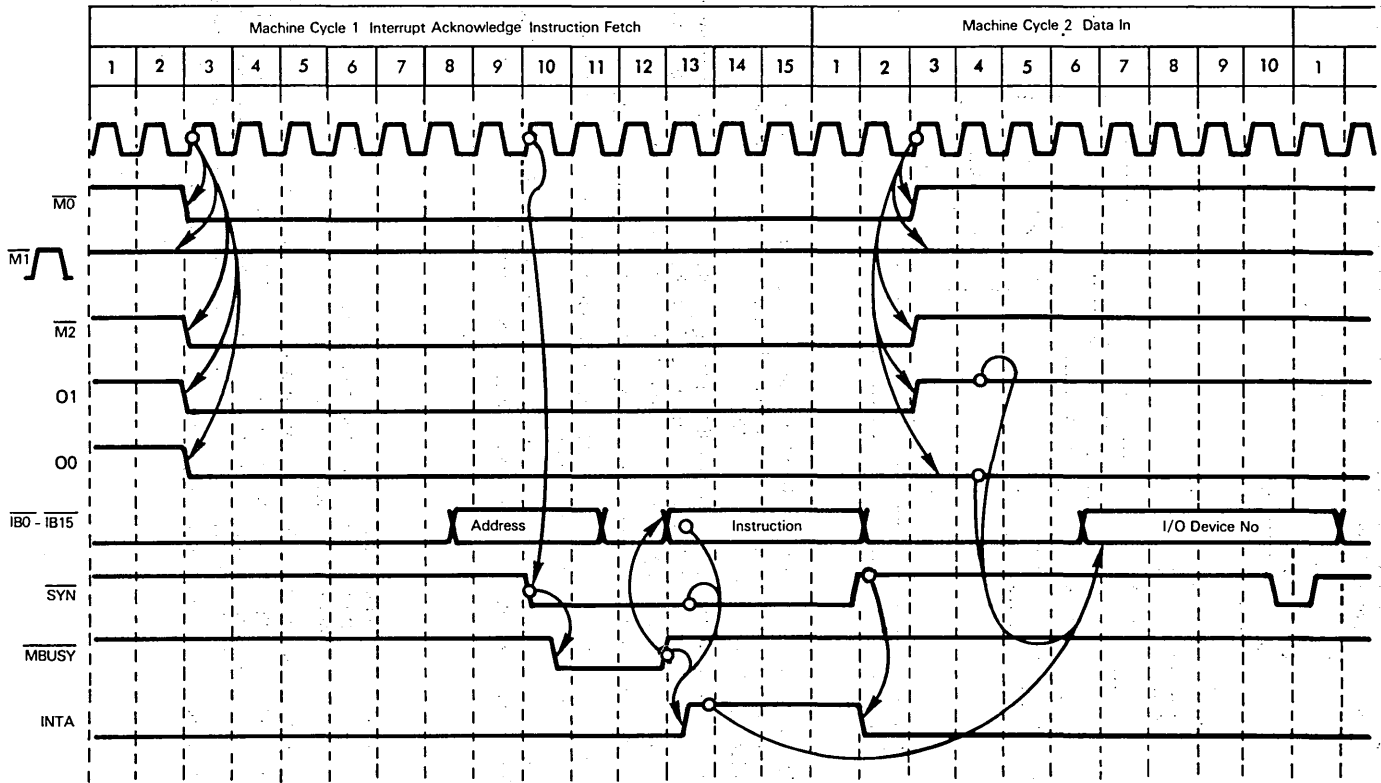 Machine Cycle 1 Interrupt Acknowledge Instruction Fetch
Machine Cycle 2 Data In
1 2 3 4 5 6 7 8 9 10 11 12 13 14 15 1 2 3 4 5 6 7 8 9 10 1
M0
M1
M2
O1
O0
IB0 - IB15
Address
Instruction
I/O Device No
SYN
MBUSY
INTA